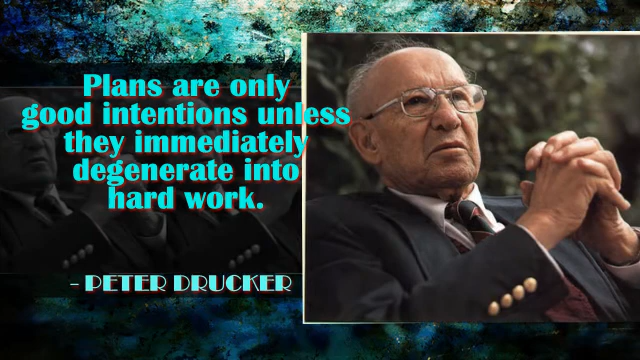 Plans are only
good intentions unless
they immediately
degenerate into
hard work.
- PETER DRUCKER